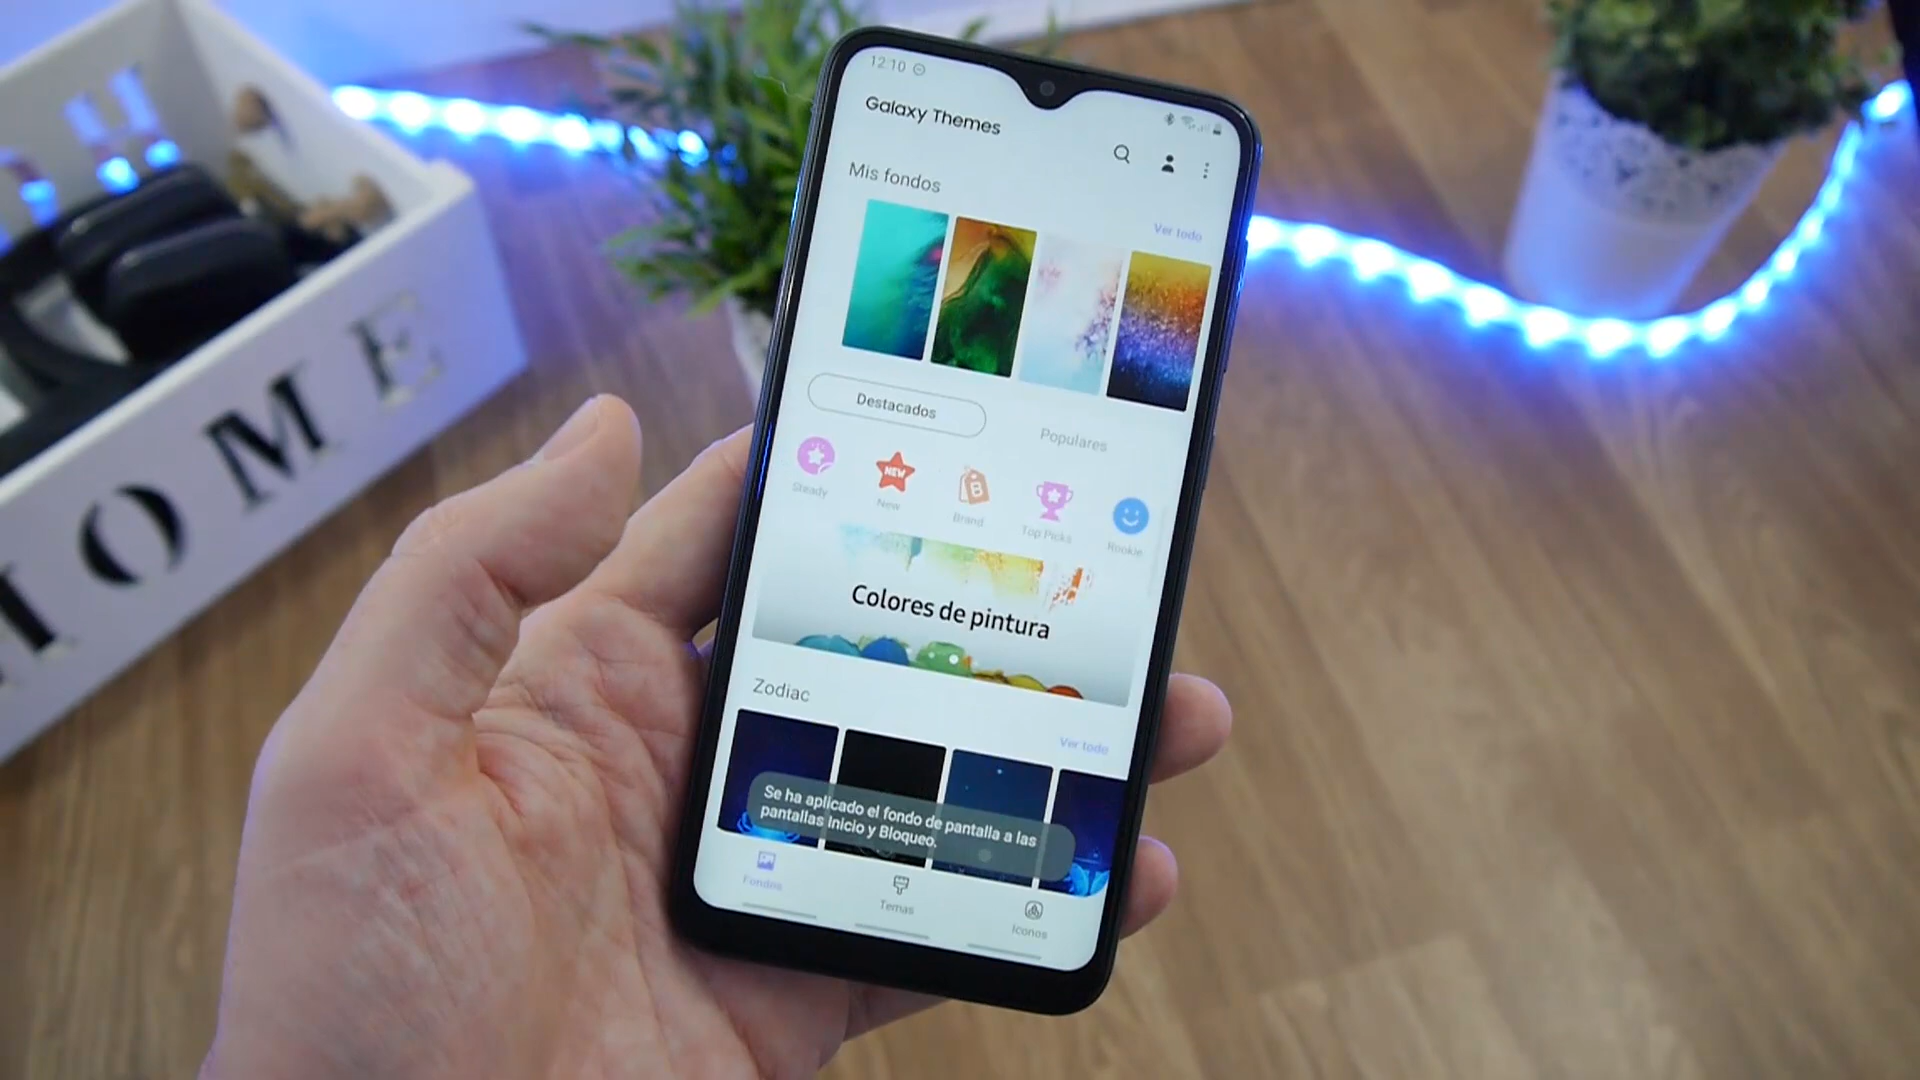 12:10
Galaxy Themes
Mis fondos
Ver todo
Destacados
Populares
Steady
NEW
New
B
Brand
Top Picks
Rookie
Colores de pintura
Zodiac
Ver todo
Se ha aplicado el fondo de pantalla a las
pantallas Inicio y Bloqueo.
Fondos
Temas
Iconos
HOME